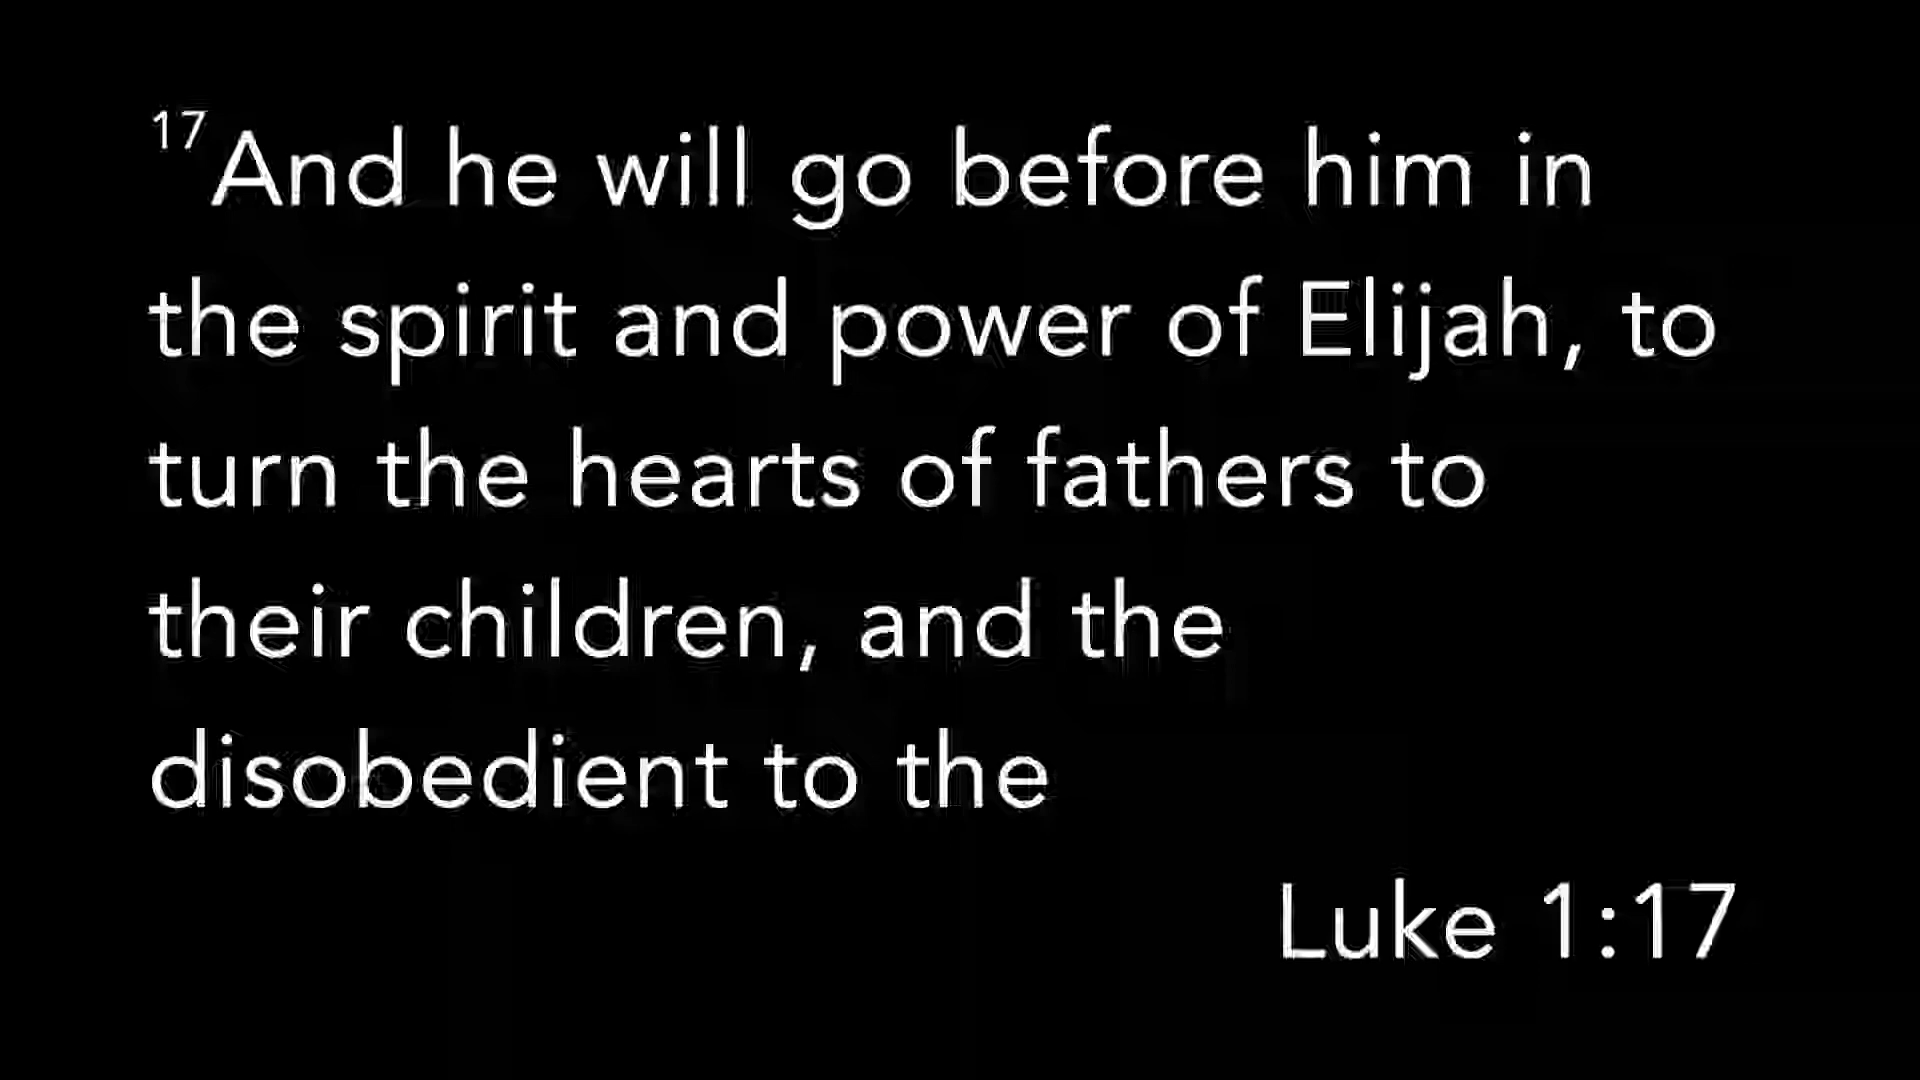 17And he will go before him in
the spirit and power of Elijah, to
turn the hearts of fathers to
their children, and the
disobedient to the
Luke 1:17